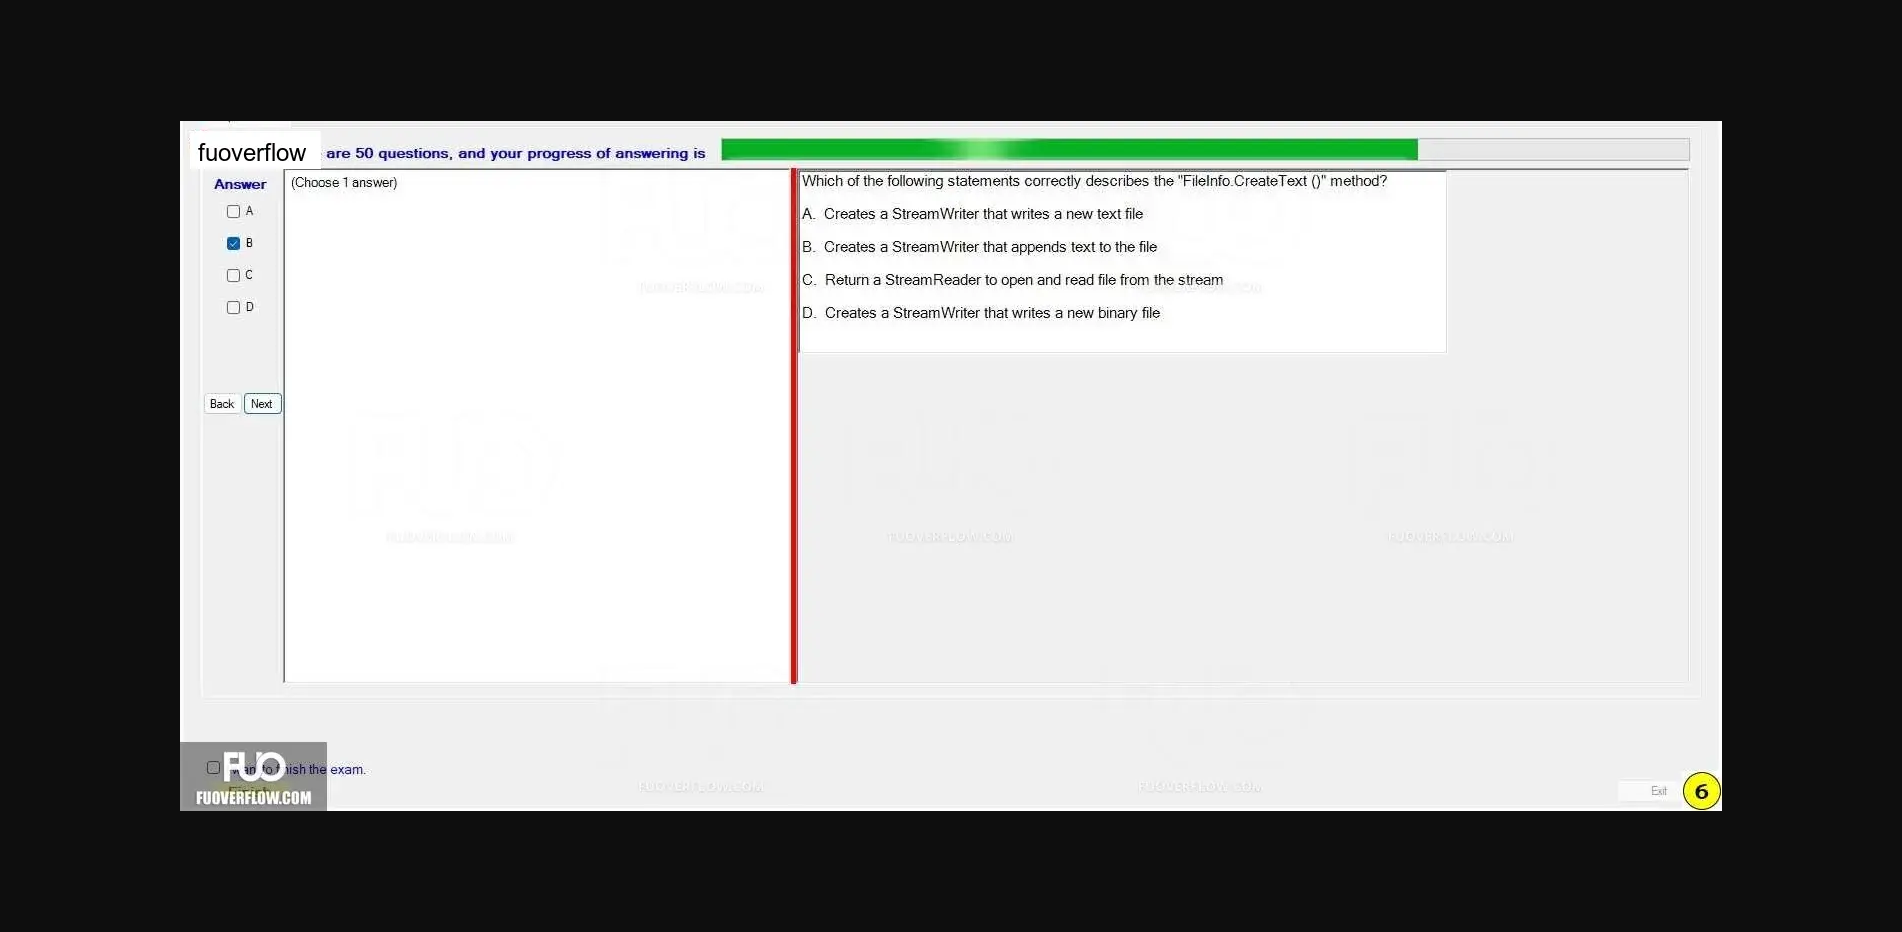 fuoverflow are 50 questions, and your progress of answering is
Answer
(Choose 1 answer)
A
B
C
D
Back Next
Which of the following statements correctly describes the "FileInfo.CreateText ()" method?
A. Creates a StreamWriter that writes a new text file
B. Creates a StreamWriter that appends text to the file
C. Return a StreamReader to open and read file from the stream
D. Creates a StreamWriter that writes a new binary file
FUOVERFLOW.COM
FUOVERFLOW.COM
FUOVERFLOW.COM
FUOVERFLOW.COM
FUOVERFLOW.COM
FUO
the exam.
FUOVERFLOW.COM
FUOVERFLOW.COM
FUOVERFLOW.COM
Exit
6